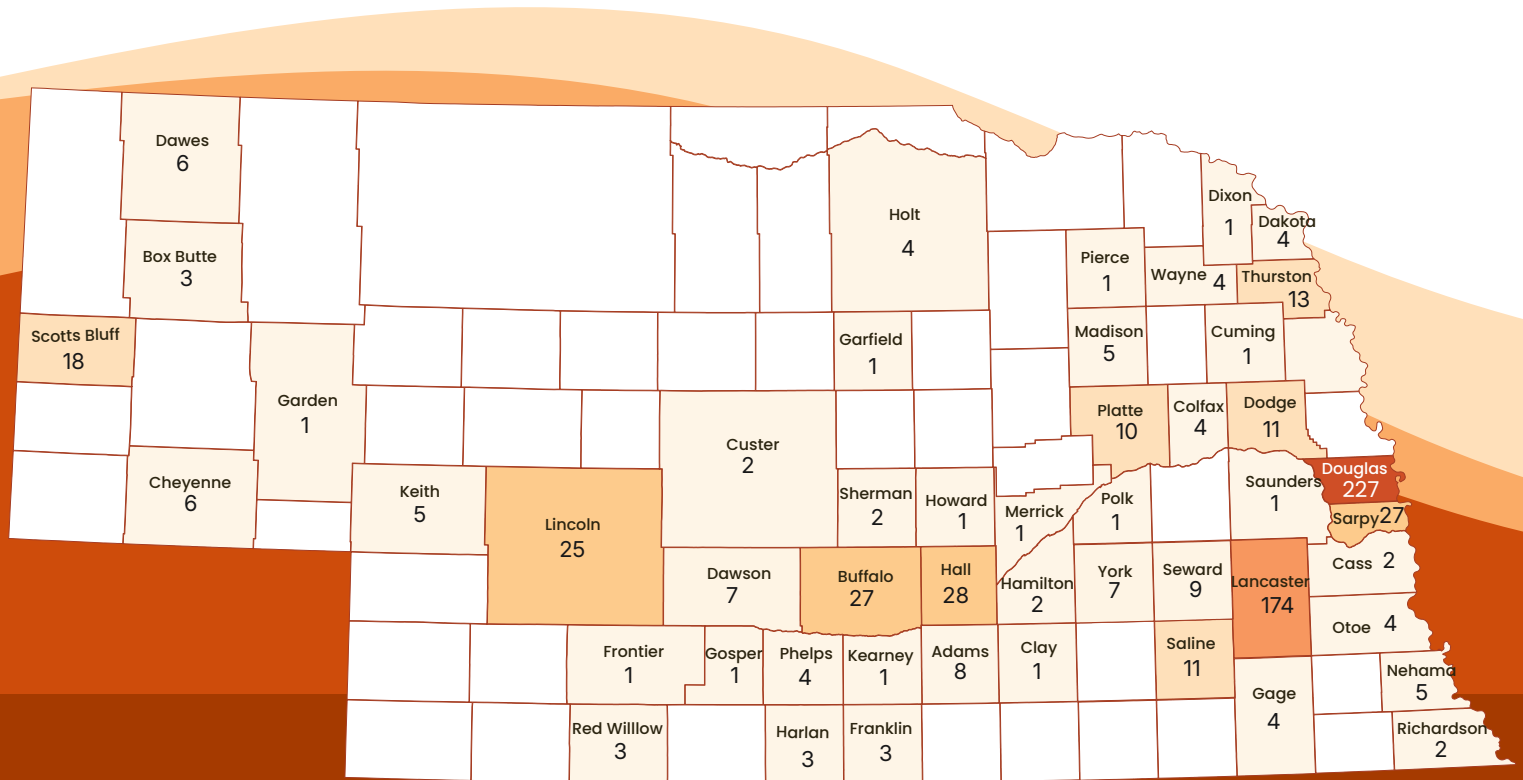 Dawes
6
Box Butte
3
Scotts Bluff
18
Garden
1
Cheyenne
6
Keith
5
Lincoln
25
Custer
2
Holt
4
Garfield
1
Sherman
2
Howard
1
Merrick
1
Dawson
7
Buffalo
27
Hall
28
Hamilton
2
Frontier
1
Gosper
1
Phelps
4
Kearney
1
Adams
8
Clay
1
Red Willlow
3
Harlan
3
Franklin
3
Dixon
1
Dakota
4
Pierce
1
Wayne 4
Thurston
13
Madison
5
Cuming
1
Platte
10
Colfax
4
Dodge
11
Polk
1
Saunders
1
Douglas
227
Sarpy 27
York
7
Seward
9
Lancaster
174
Cass 2
Otoe 4
Saline
11
Gage
4
Nehama
5
Richardson
2